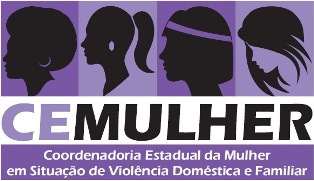 CEMULHER
Coordenadoria Estadual da Mulher
em Situação de Violência Doméstica e Familiar